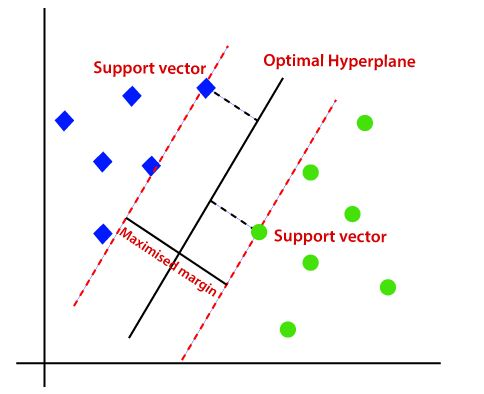 Optimal Hyperplane
Support vector
Support vector
Maximised margin